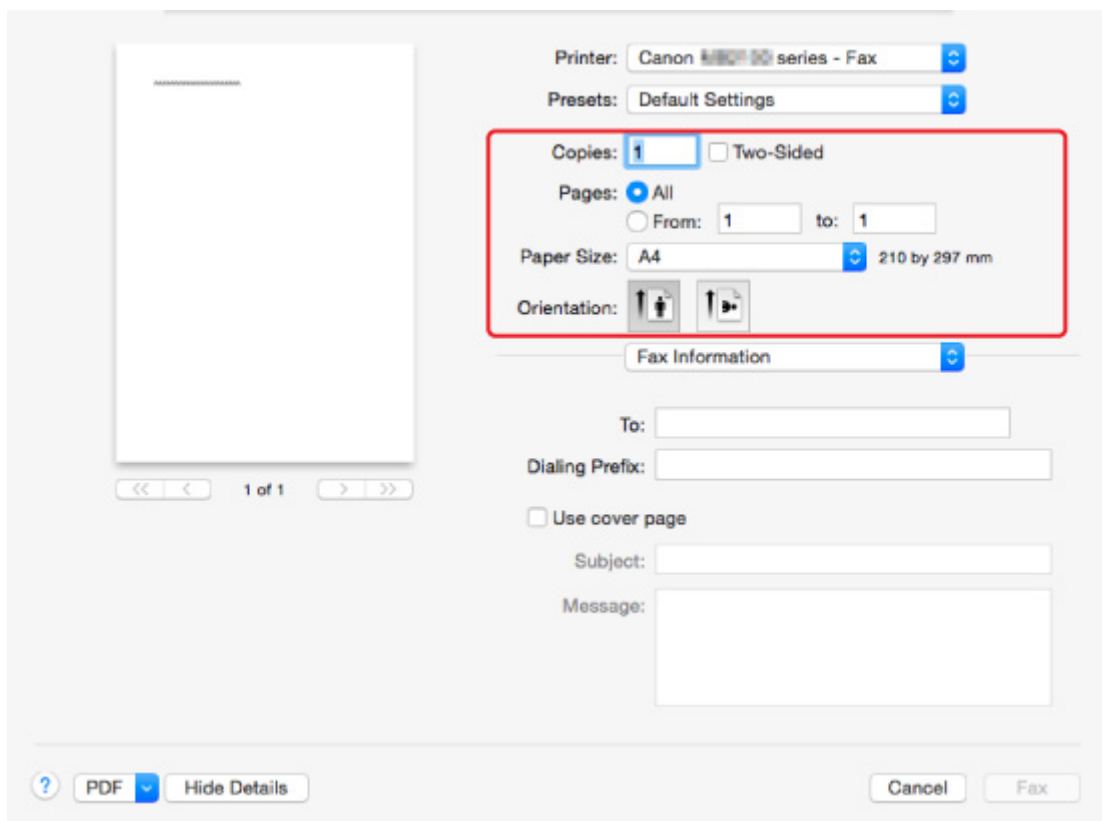 Printer: Canon series - Fax
Presets: Default Settings
Copies: 1 Two-Sided
Pages: All
From: 1 to: 1
Paper Size: A4 210 by 297 mm
Orientation:
Fax Information
To:
Dialing Prefix:
1 of 1
Use cover page
Subject:
Message:
? PDF Hide Details Cancel Fax